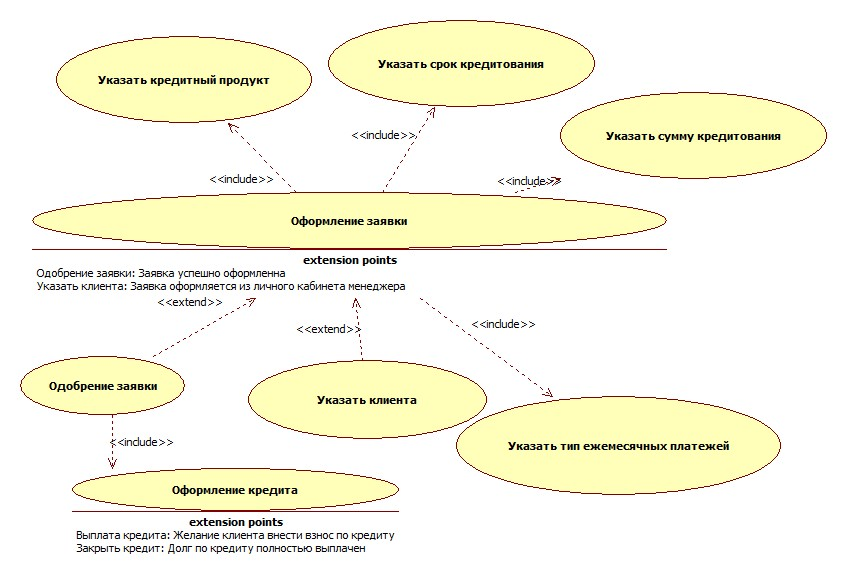 Указать срок кредитования
Указать кредитный продукт
<<include>>
Указать сумму кредитования
<<include>>
<<include>>
Оформление заявки
extension points
Одобрение заявки: Заявка успешно оформленна
Указать клиента: Заявка оформляется из личного кабинета менеджера
<<extend>>
<<extend>>
<<include>>
Одобрение заявки
Указать клиента
<<include>>
Указать тип ежемесячных платежей
Оформление кредита
extension points
Выплата кредита: Желание клиента внести взнос по кредиту
Закрыть кредит: Долг по кредиту полностью выплачен